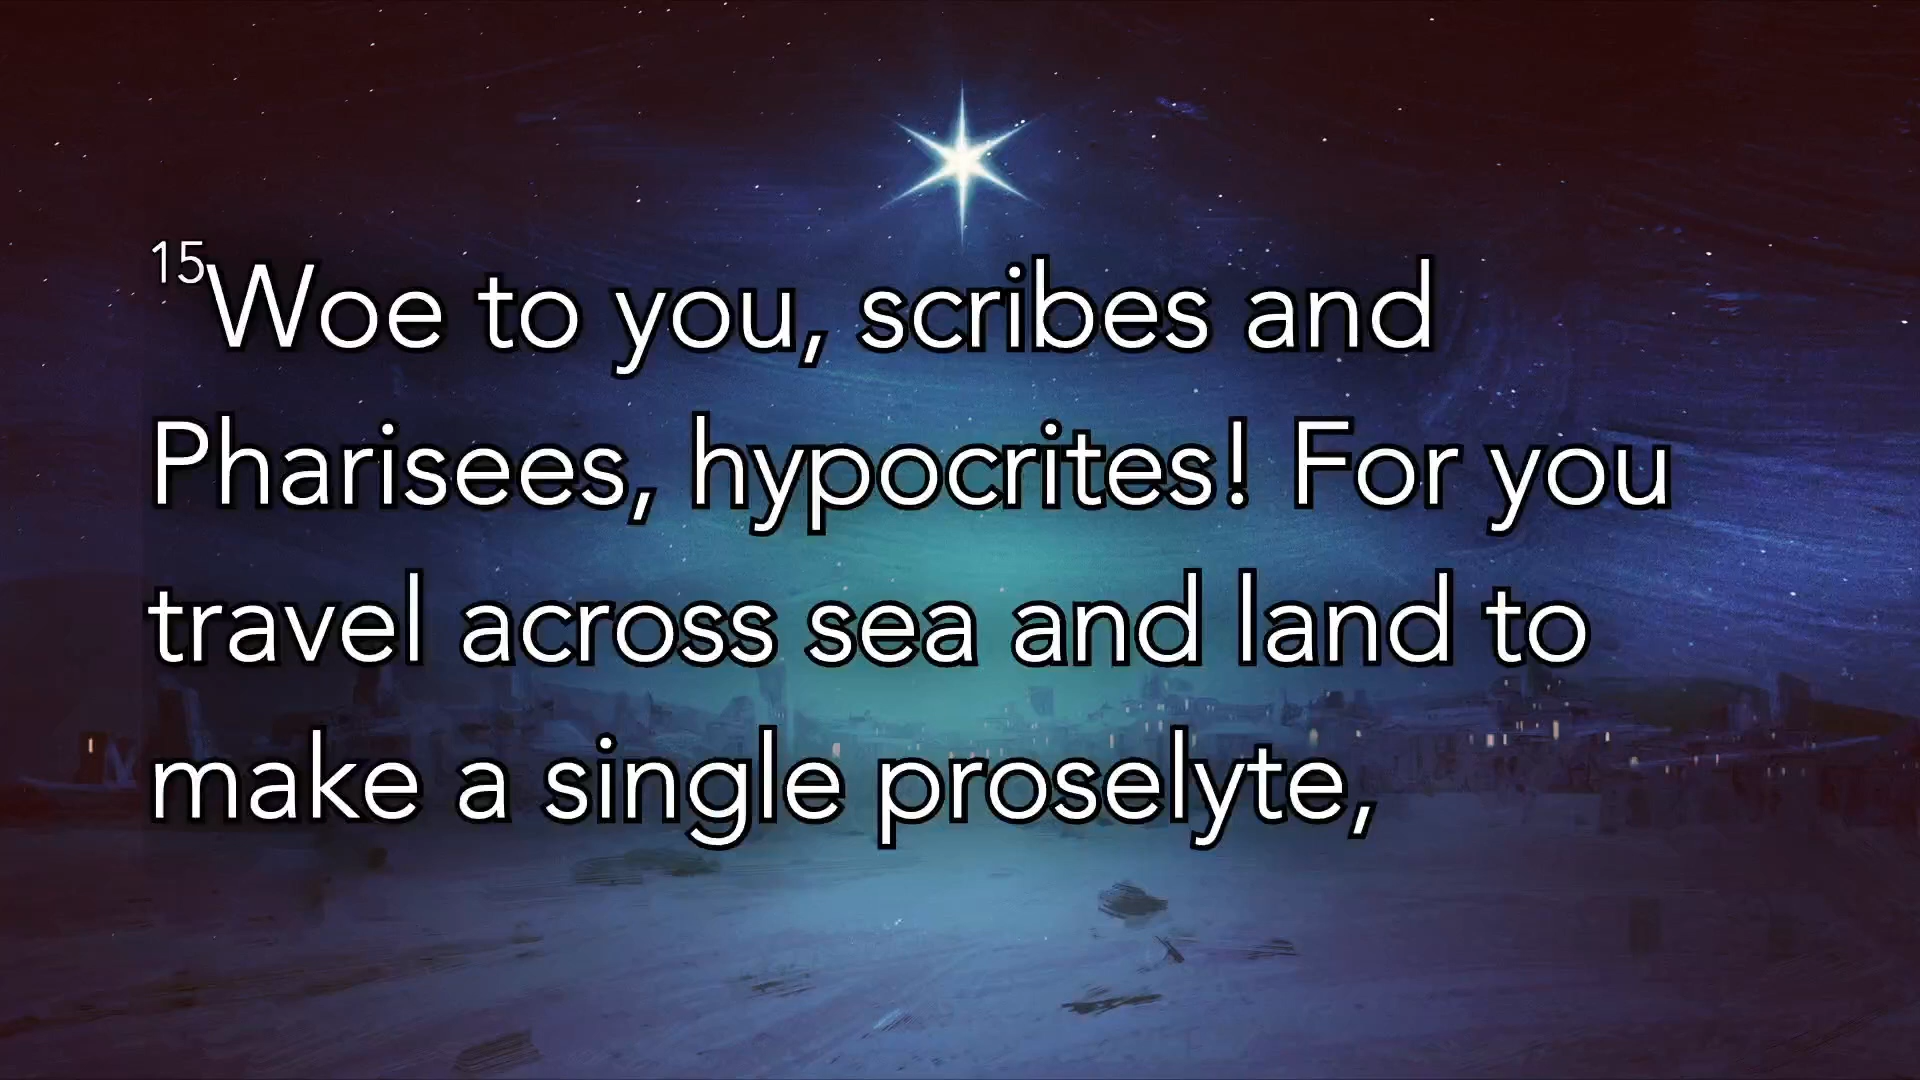 15Woe to you, scribes and
Pharisees, hypocrites! For you
travel across sea and land to
make a single proselyte,